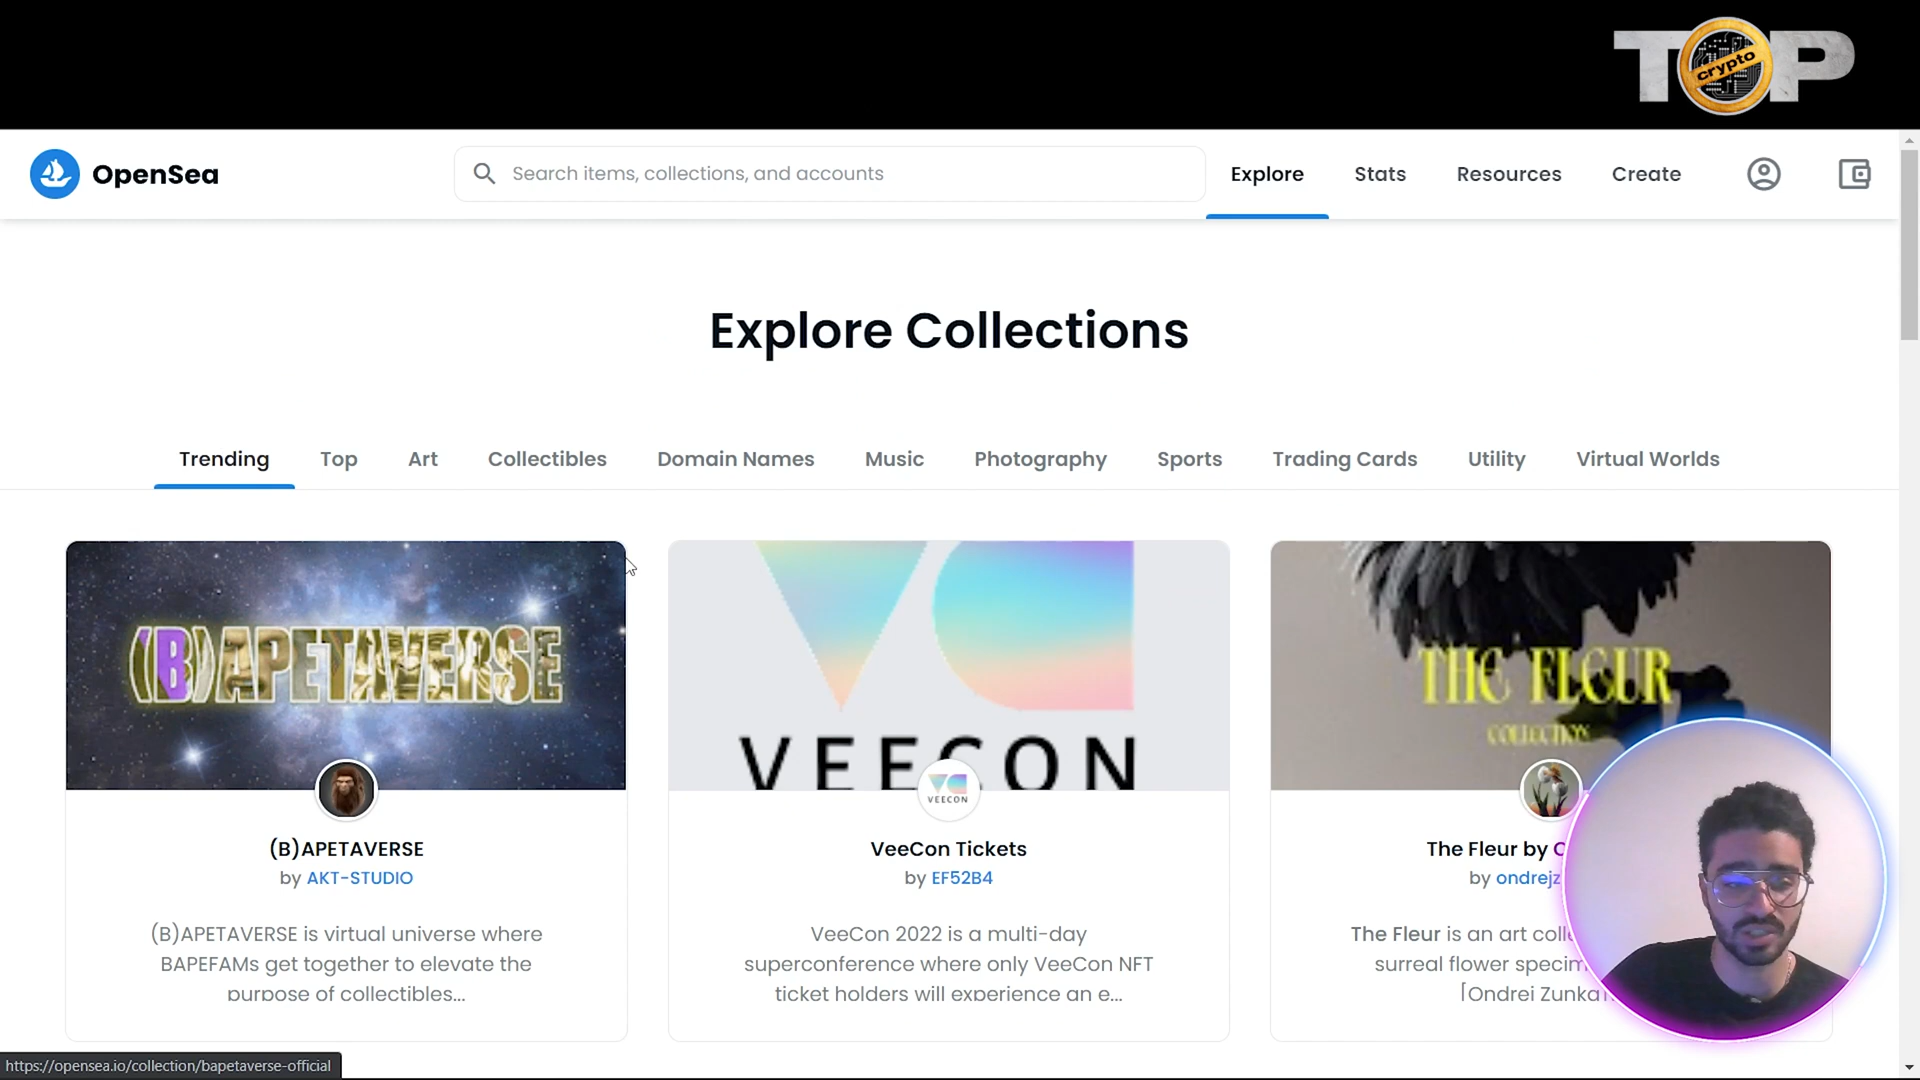 TOP
crypto
OpenSea
Search items, collections, and accounts
Explore
Stats
Resources
Create
Explore Collections
Trending
Top
Art
Collectibles
Domain Names
Music
Photography
Sports
Trading Cards
Utility
Virtual Worlds
(B)APETAVERSE
VEECON
THE FLEUR
COLLECTION
VEECON
(B)APETAVERSE
by AKT-STUDIO
(B)APETAVERSE is virtual universe where
BAPEFAMs get together to elevate the
purpose of collectibles...
VeeCon Tickets
by EF52B4
VeeCon 2022 is a multi-day
superconference where only VeeCon NFT
ticket holders will experience an e...
The Fleur by
by ondrejz
The Fleur is an art
surreal flower
https://opensea.io/collection/bapetaverse-official